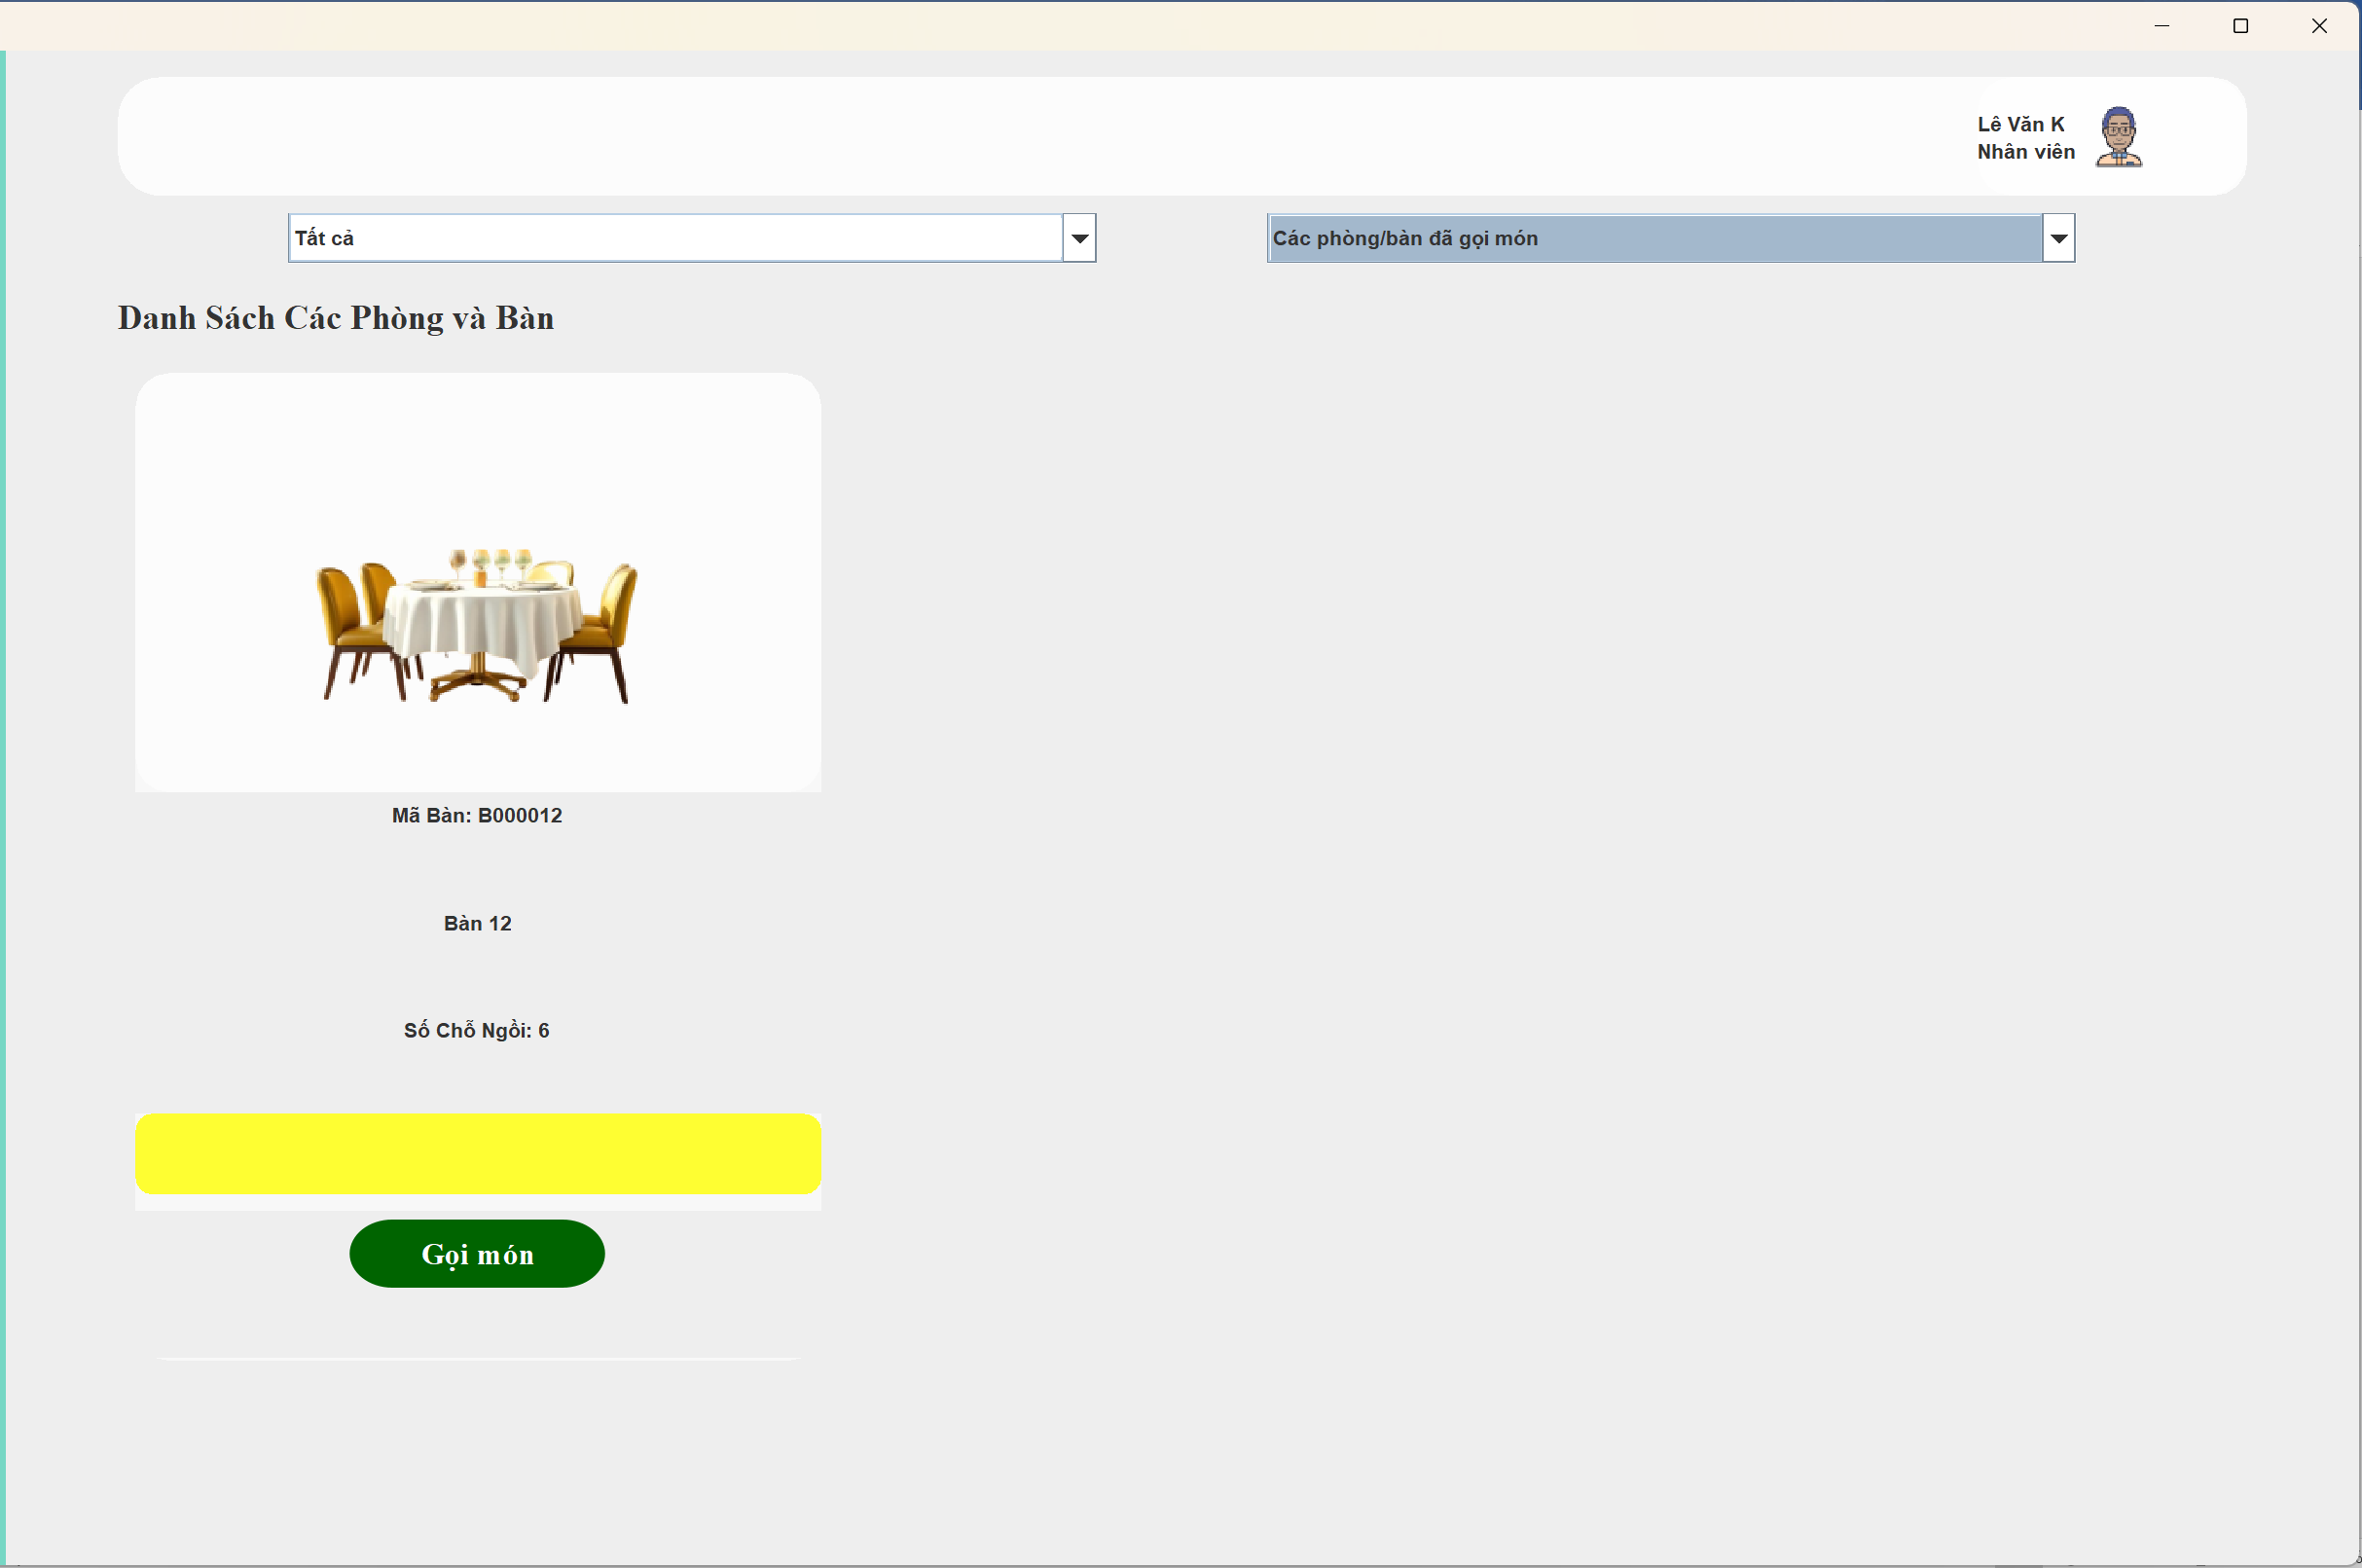 Lê Văn K
Nhân viên
Tất cả
Các phòng/bàn đã gọi món
Danh Sách Các Phòng và Bàn
Mã Bàn: B000012
Bàn 12
Số Chỗ Ngồi: 6
Gọi món